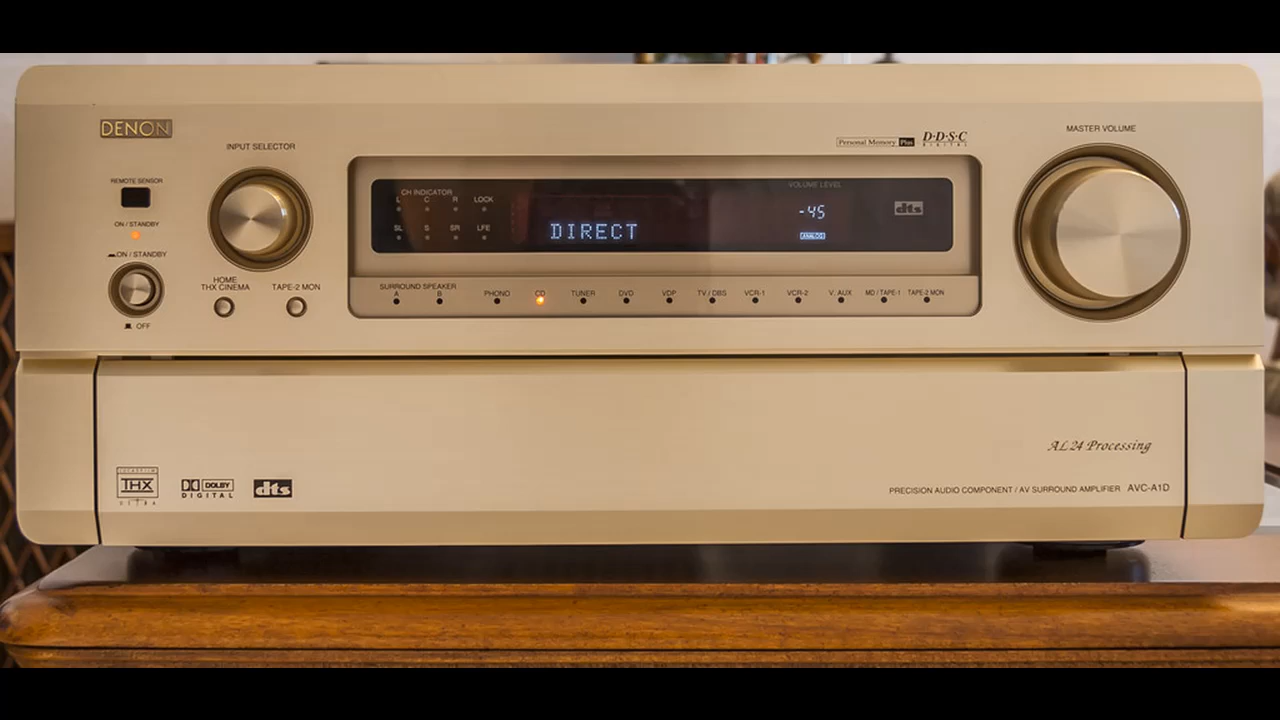 DENON
INPUT SELECTOR
Personal Memory Plus
D·D·S·C
DIGITAL
MASTER VOLUME
REMOTE SENSOR
ON / STANDBY
ON / STANDBY
OFF
HOME
THX CINEMA
TAPE-2 MON
CH INDICATOR
L C R LOCK
SL S SR LFE
DIRECT
VOLUME LEVEL
-45
ANALOG
dts
SURROUND SPEAKER
A B
PHONO CD TUNER DVD VDP TV / DBS VCR-1 VCR-2 V. AUX MD / TAPE-1 TAPE-2 MON
AL 24 Processing
LUCASFILM
THX
ULTRA
DOLBY
DIGITAL
dts
PRECISION AUDIO COMPONENT / AV SURROUND AMPLIFIER AVC-A1D